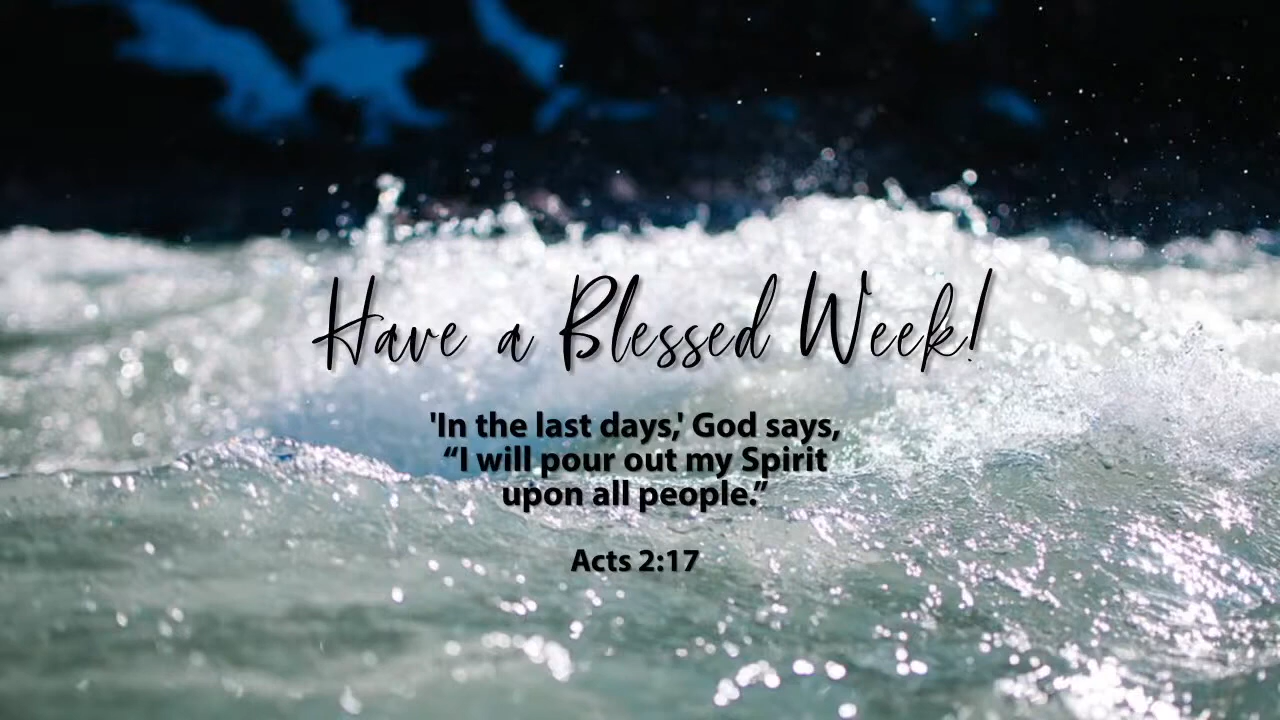 Have a Blessed Week!
'In the last days,' God says,
“I will pour out my Spirit
upon all people.”
Acts 2:17